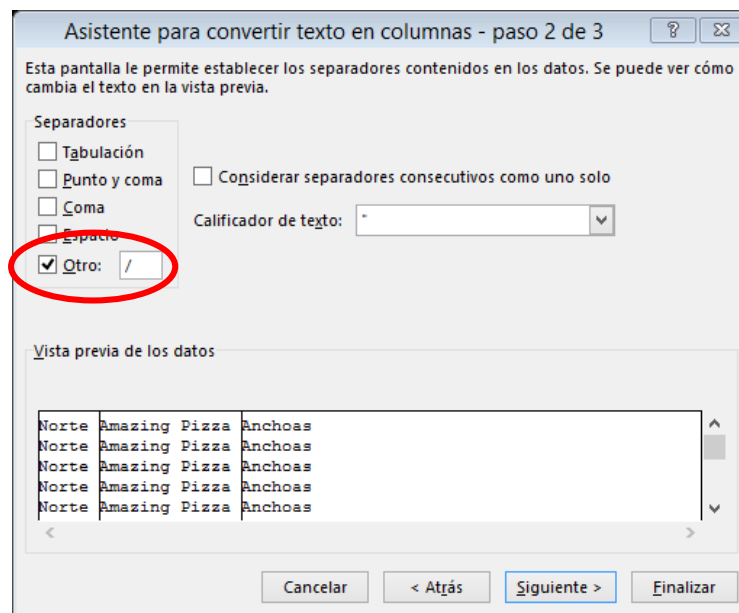 Asistente para convertir texto en columnas - paso 2 de 3
Esta pantalla le permite establecer los separadores contenidos en los datos. Se puede ver cómo
cambia el texto en la vista previa.
Separadores
Tabulación
Punto y coma
Considerar separadores consecutivos como uno solo
Coma
Calificador de texto: "
Espacio
Otro: /
Vista previa de los datos
Norte Amazing Pizza Anchoas
Norte Amazing Pizza Anchoas
Norte Amazing Pizza Anchoas
Norte Amazing Pizza Anchoas
Norte Amazing Pizza Anchoas
Cancelar < Atrás Siguiente > Finalizar